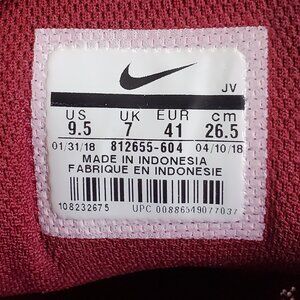 JV
US UK EUR cm
9.5 7 41 26.5
01/31/18 812655-604 04/10/18
MADE IN INDONESIA
FABRIQUE EN INDONESIE
108232675 UPC 00886549077037